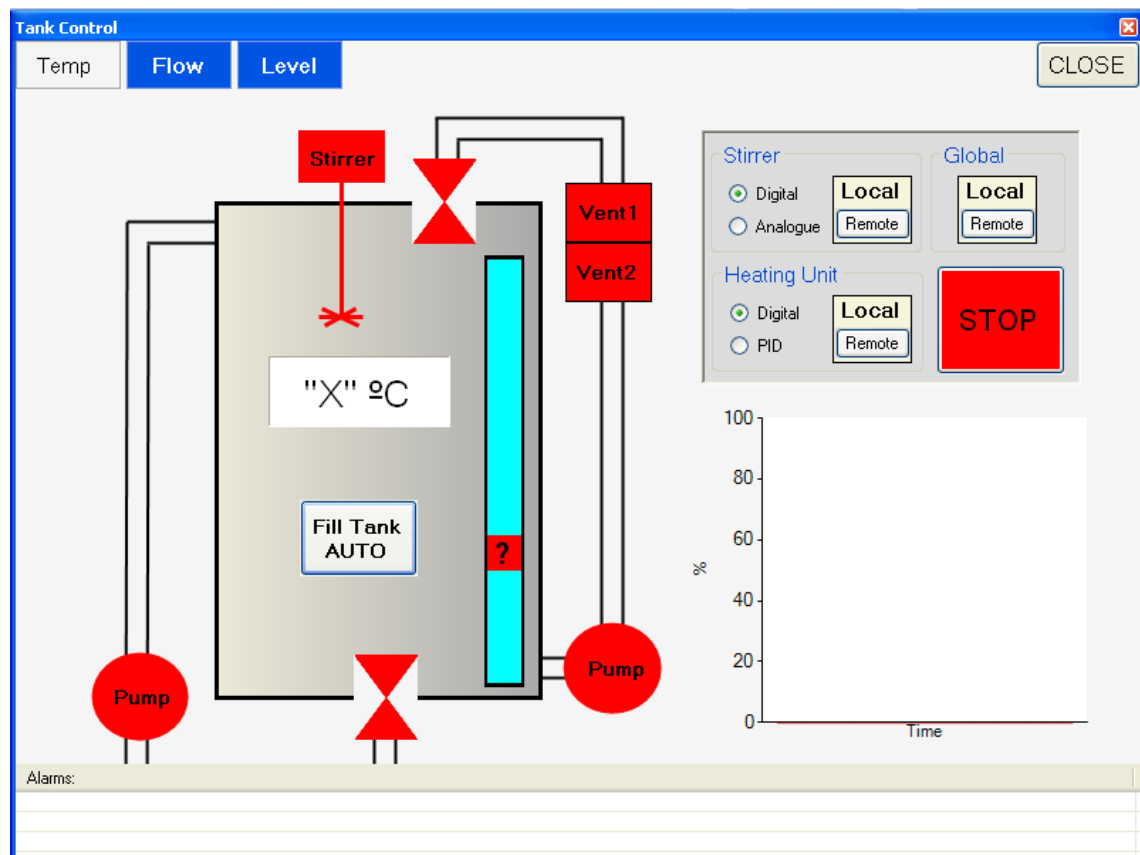 Tank Control
Temp Flow Level CLOSE
Stirrer
Vent1
Vent2
"X" ºC
Fill Tank
AUTO
?
Pump
Pump
Stirrer
Digital
Analogue
Local
Remote
Global
Local
Remote
Heating Unit
Digital
PID
Local
Remote
STOP
100
80
60
40
20
0
%
Time
Alarms: